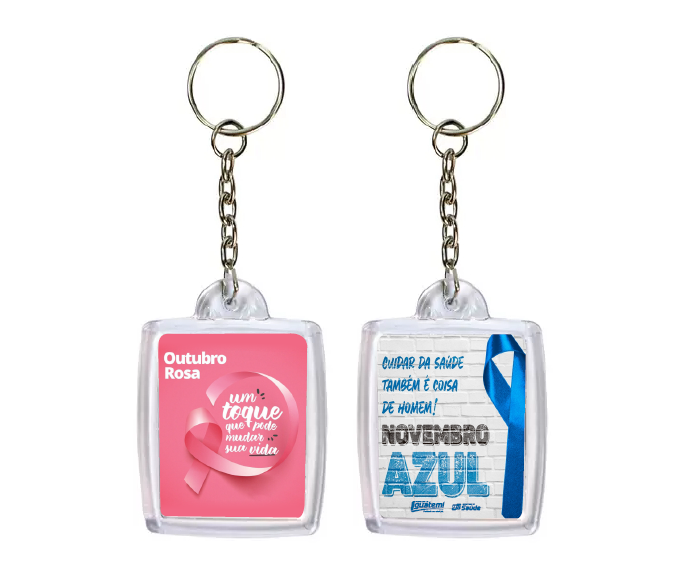 Outubro
Rosa
um
toque
que pode
mudar
sua vida
CUIDAR DA SAÚDE
TAMBÉM É COISA
DE HOMEM!
NOVEMBRO
AZUL
Iguatemi
Saúde